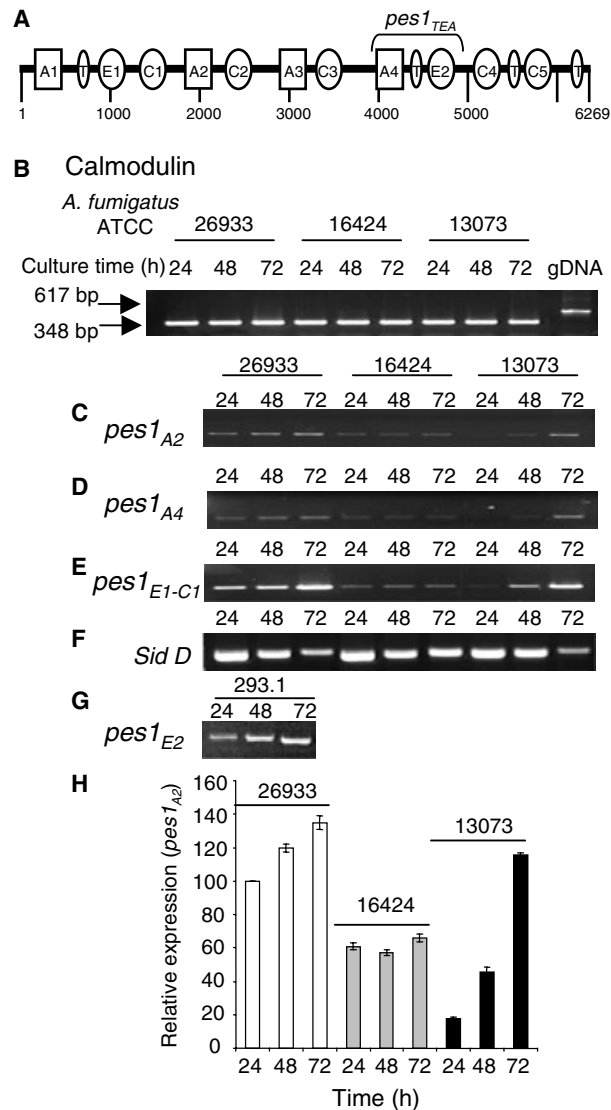 A
pes1TEA
A1 T E1 C1 A2 C2 A3 C3 A4 T E2 C4 T C5 T
1 1000 2000 3000 4000 5000 6269
B Calmodulin
A. fumigatus
ATCC 26933 16424 13073
Culture time (h) 24 48 72 24 48 72 24 48 72 gDNA
617 bp
348 bp
26933 16424 13073
C 24 48 72 24 48 72 24 48 72
pes1A2
D 24 48 72 24 48 72 24 48 72
pes1A4
E 24 48 72 24 48 72 24 48 72
pes1E1-C1
24 48 72 24 48 72 24 48 72
F Sid D
G 293.1
24 48 72
pes1E2
H
Relative expression (pes1A2)
160
140
120
100
80
60
40
20
0
26933
16424
13073
24 48 72 24 48 72 24 48 72
Time (h)